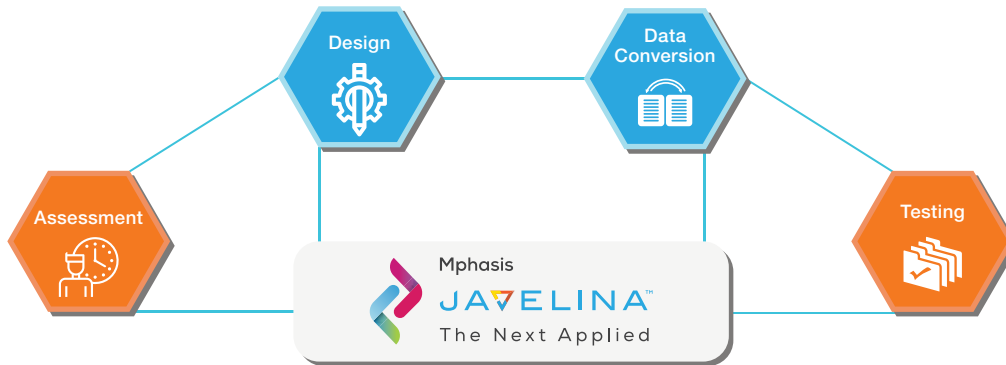 Design
Data
Conversion
Assessment
Testing
Mphasis
JAVELINA™
The Next Applied